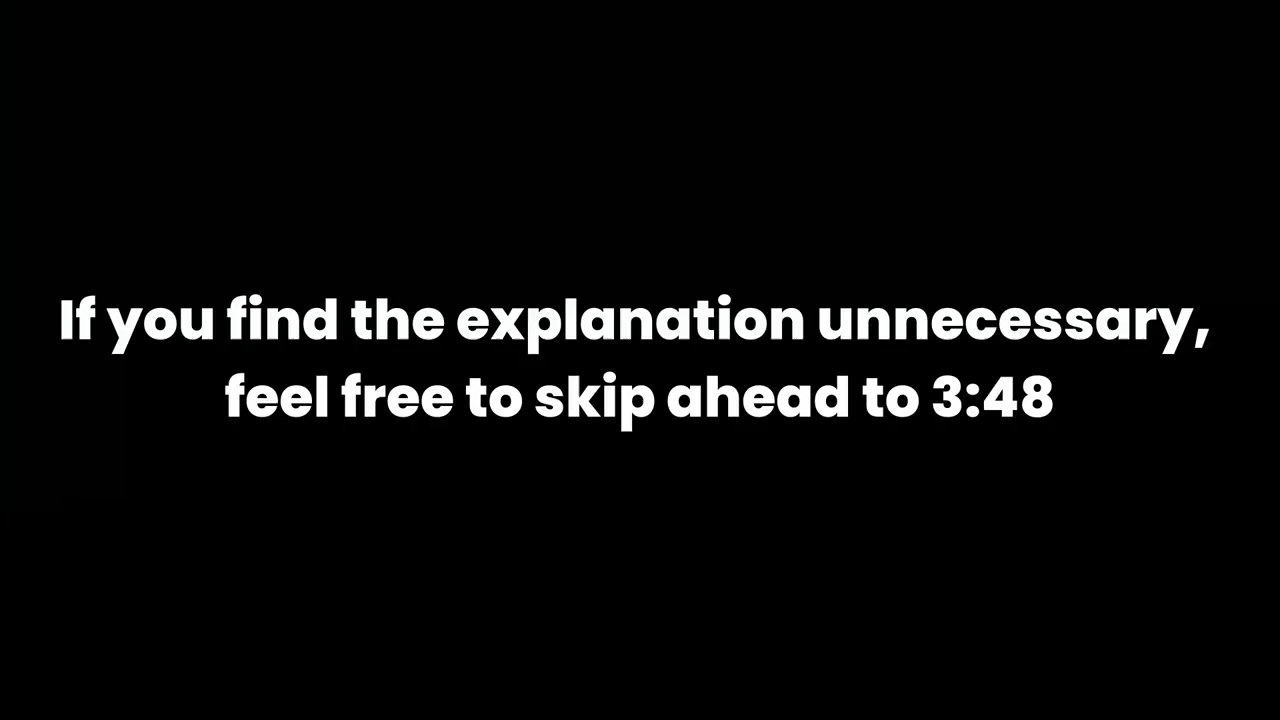 If you find the explanation unnecessary,
feel free to skip ahead to 3:48